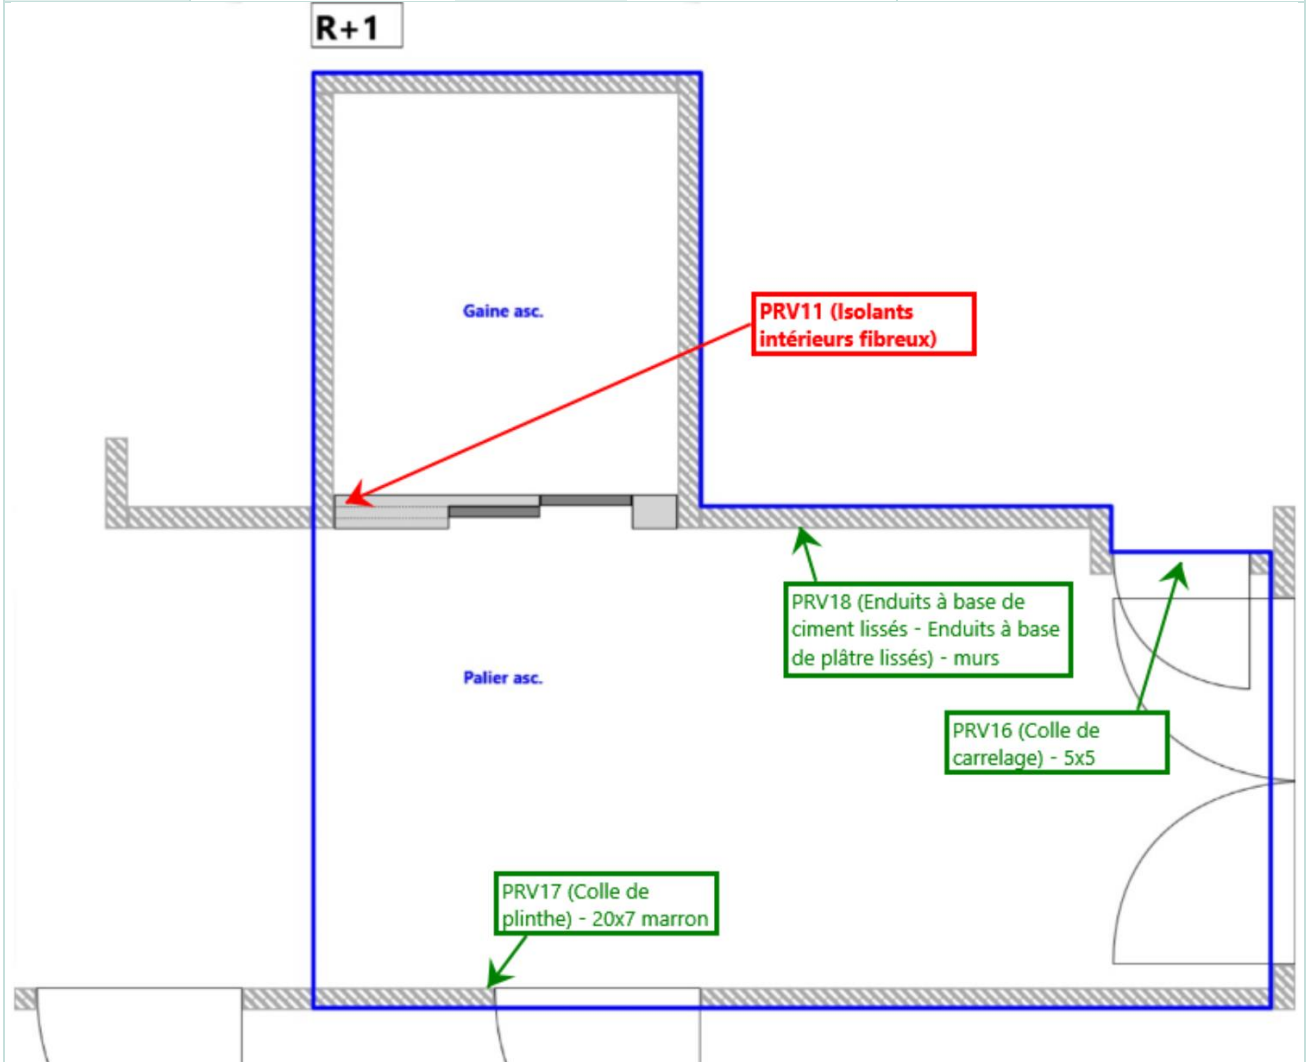 R+1
Gaine asc.
PRV11 (Isolants
intérieurs fibreux)
PRV18 (Enduits à base de
ciment lissés - Enduits à base
de plâtre lissés) - murs
Palier asc.
PRV16 (Colle de
carrelage) - 5x5
PRV17 (Colle de
plinthe) - 20x7 marron